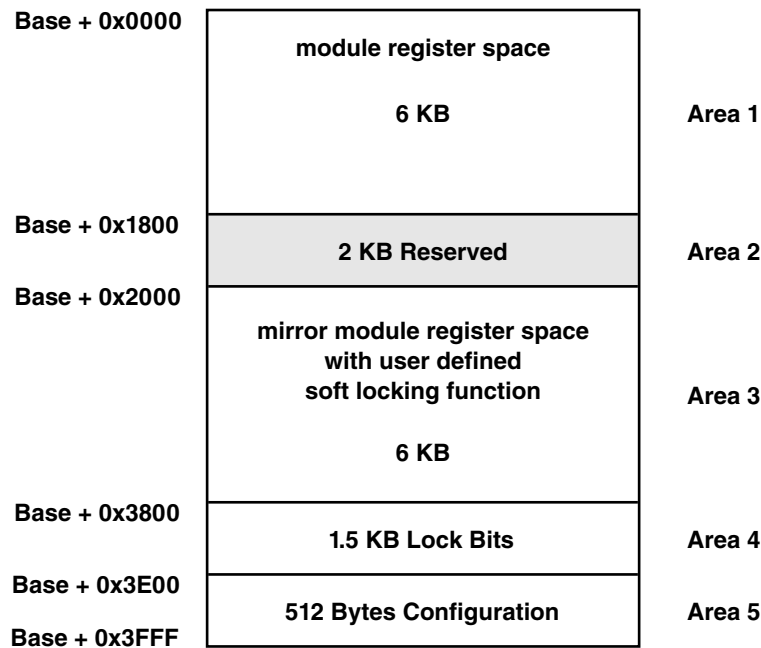 Base + 0x0000
module register space
6 KB
Area 1
Base + 0x1800
2 KB Reserved
Area 2
Base + 0x2000
mirror module register space
with user defined
soft locking function
6 KB
Area 3
Base + 0x3800
1.5 KB Lock Bits
Area 4
Base + 0x3E00
512 Bytes Configuration
Area 5
Base + 0x3FFF